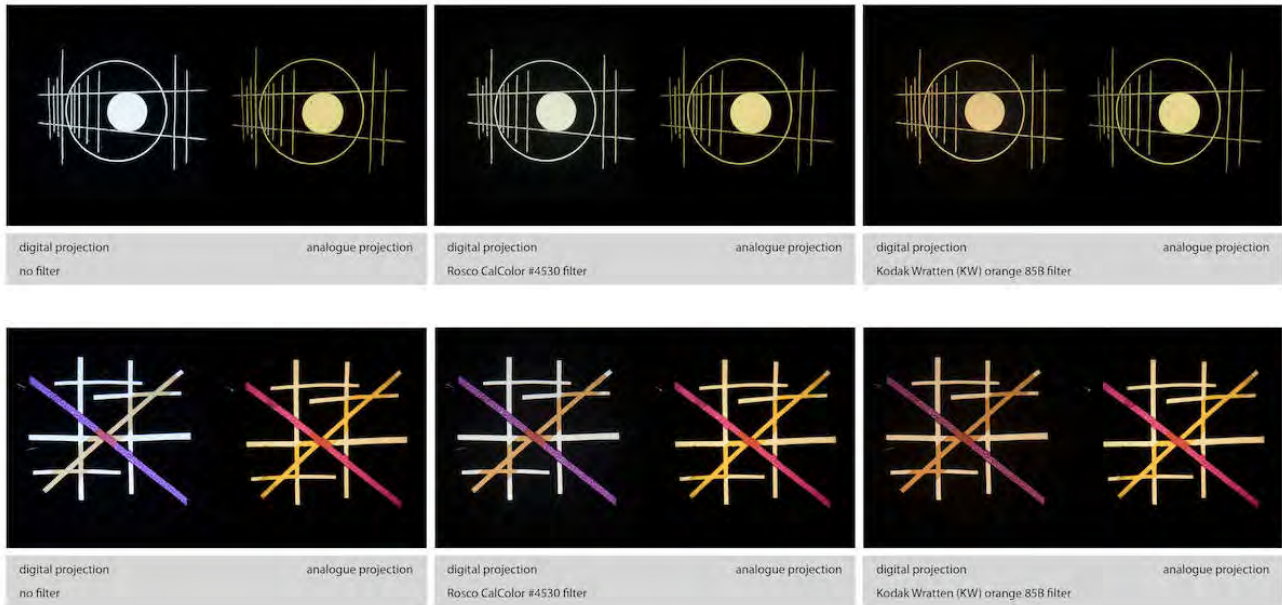 digital projection analogue projection
no filter
digital projection analogue projection
Rosco CalColor #4530 filter
digital projection analogue projection
Kodak Wratten (KW) orange 85B filter
digital projection analogue projection
no filter
digital projection analogue projection
Rosco CalColor #4530 filter
digital projection analogue projection
Kodak Wratten (KW) orange 85B filter